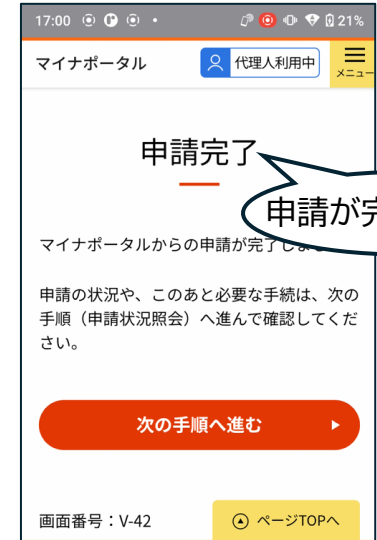 17:00
21%
マイナポータル
代理人利用中
メニュー
申請完了
申請が
マイナポータルからの申請が完了しま
申請の状況や、このあと必要な手続は、次の
手順（申請状況照会）へ進んで確認してくだ
さい。
次の手順へ進む
画面番号：V-42
ページTOPへ